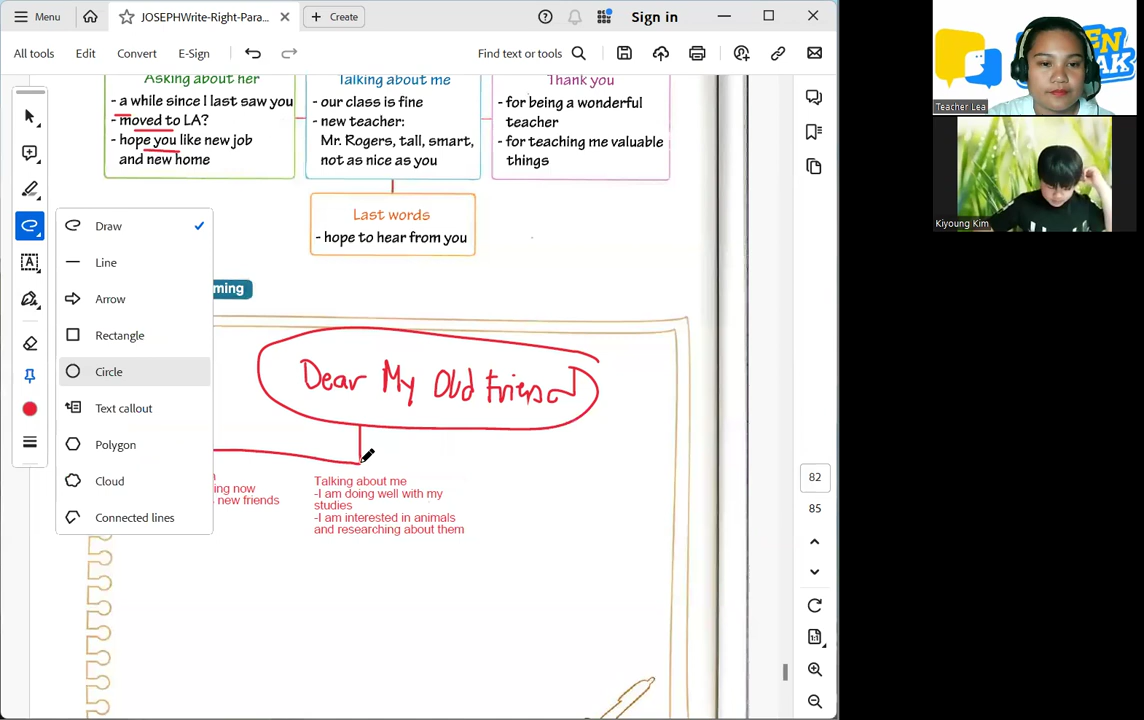 Menu
JOSEPHWrite-Right-Para...
Create
Sign in
All tools
Edit
Convert
E-Sign
Find text or tools
Asking about her
- a while since I last saw you
- moved to LA?
- hope you like new job
and new home
Talking about me
- our class is fine
- new teacher:
Mr. Rogers, tall, smart,
not as nice as you
Thank you
- for being a wonderful
teacher
- for teaching me valuable
things
Last words
- hope to hear from you
ming
Dear My Old Friend
Draw
Line
Arrow
Rectangle
Circle
Text callout
Polygon
Cloud
Connected lines
ing now
new friends
Talking about me
-I am doing well with my
studies
-I am interested in animals
and researching about them
82
85
Teacher Lea
Kiyoung Kim